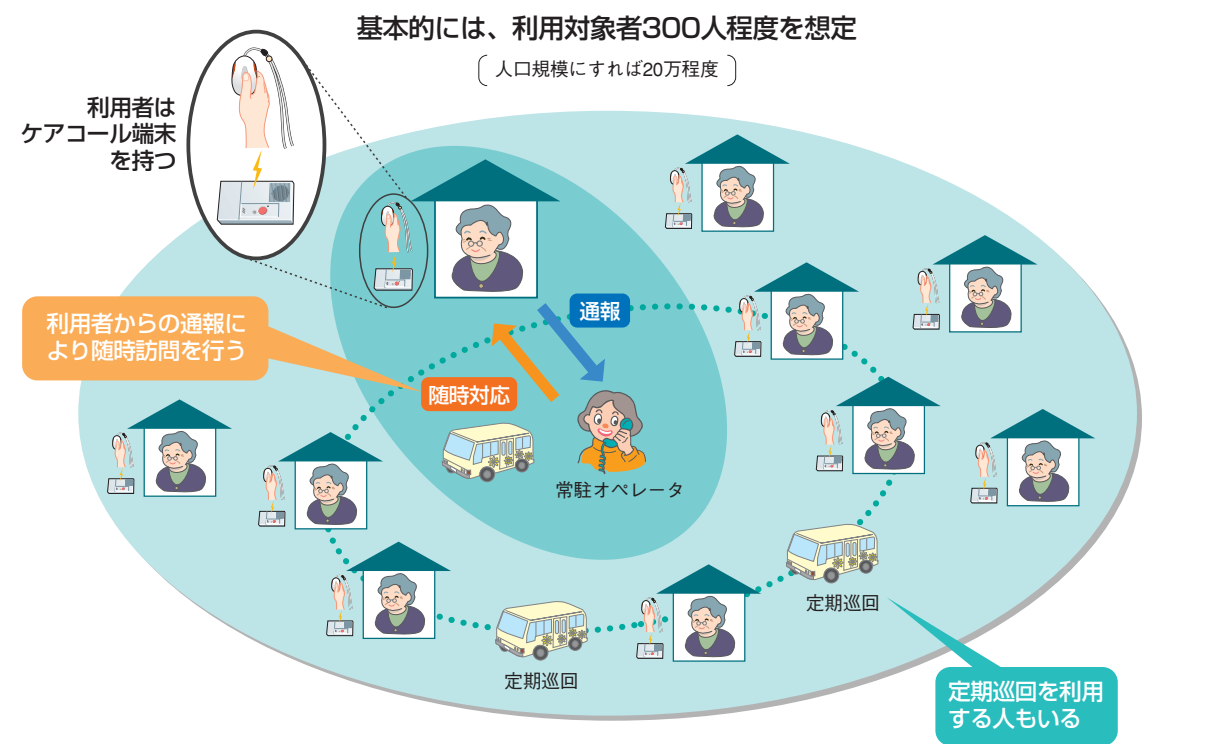 基本的には、利用対象者300人程度を想定
〔人口規模にすれば20万程度〕
利用者は
ケアコール端末
を持つ
通報
利用者からの通報に
より随時訪問を行う
随時対応
常駐オペレータ
定期巡回
定期巡回
定期巡回を利用
する人もいる